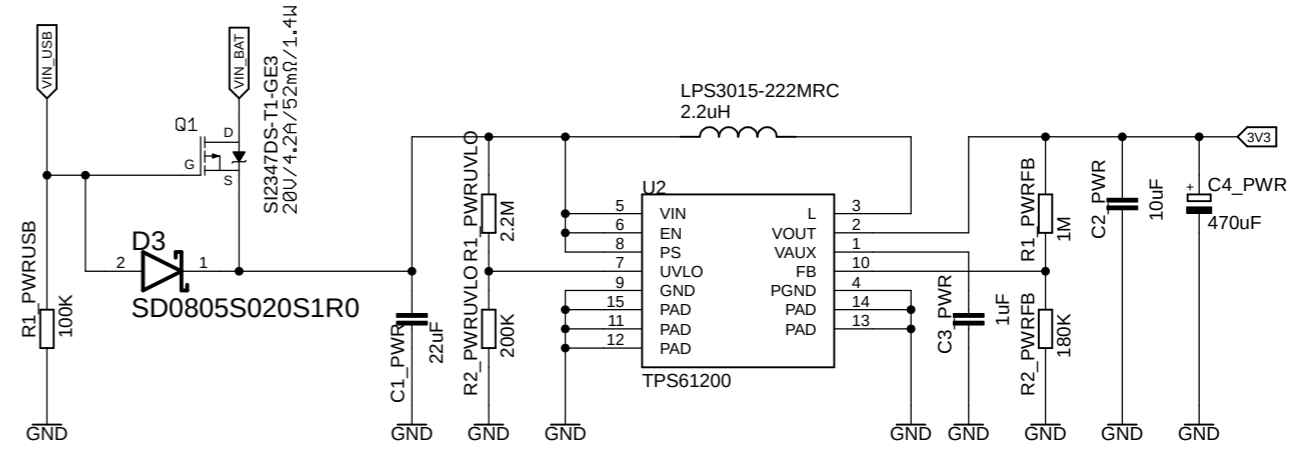 VIN_USB
VIN_BAT
Q1
D
G
S
SI2347DS-T1-GE3
20V/4.2A/52mΩ/1.4W
R1_PWRUSB
100K
D3
2
1
SD0805S020S1R0
C1_PWR
22uF
R1_PWRUVLO
2.2M
R2_PWRUVLO
200K
LPS3015-222MRC
2.2uH
U2
5 VIN L 3
6 EN VOUT 2
8 PS VAUX 1
7 UVLO FB 10
9 GND PGND 4
15 PAD PAD 14
11 PAD PAD 13
12 PAD
TPS61200
C3_PWR
1uF
R1_PWRFB
1M
R2_PWRFB
180K
C2_PWR
10uF
+
C4_PWR
470uF
3V3
GND
GND
GND
GND
GND
GND
GND
GND
GND